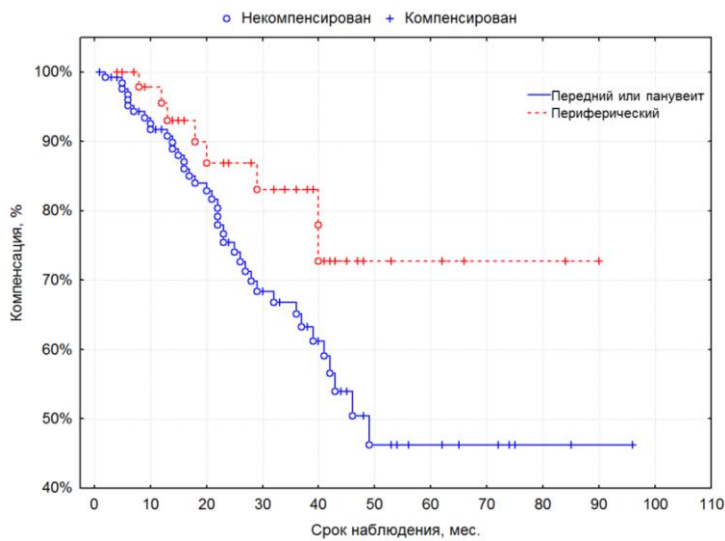 Некомпенсирован + Компенсирован
100%
90%
80%
70%
60%
50%
40%
Компенсация, %
Передний или панувеит
Периферический
0 10 20 30 40 50 60 70 80 90 100 110
Срок наблюдения, мес.